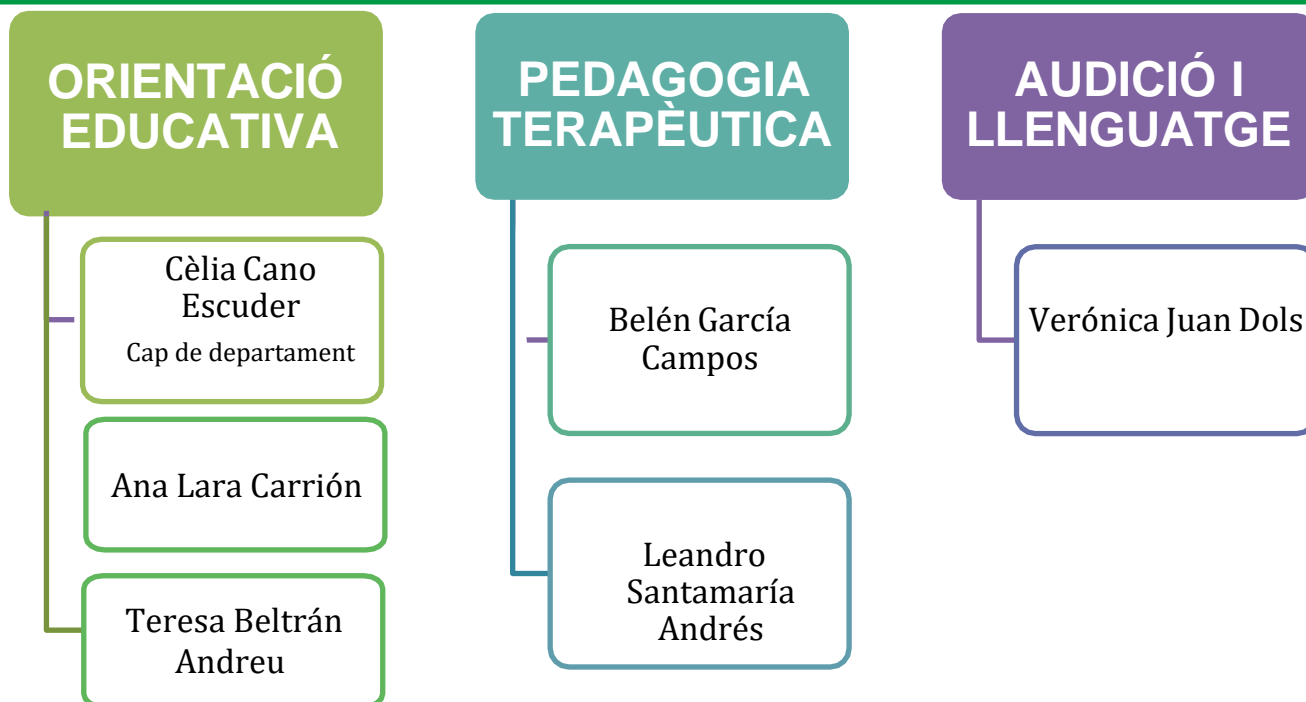 ORIENTACIÓ
EDUCATIVA
Cèlia Cano
Escuder
Cap de departament
Ana Lara Carrión
Teresa Beltrán
Andreu
PEDAGOGIA
TERAPÈUTICA
Belén García
Campos
Leandro
Santamaría
Andrés
AUDICIÓ I
LLENGUATGE
Verónica Juan Dols